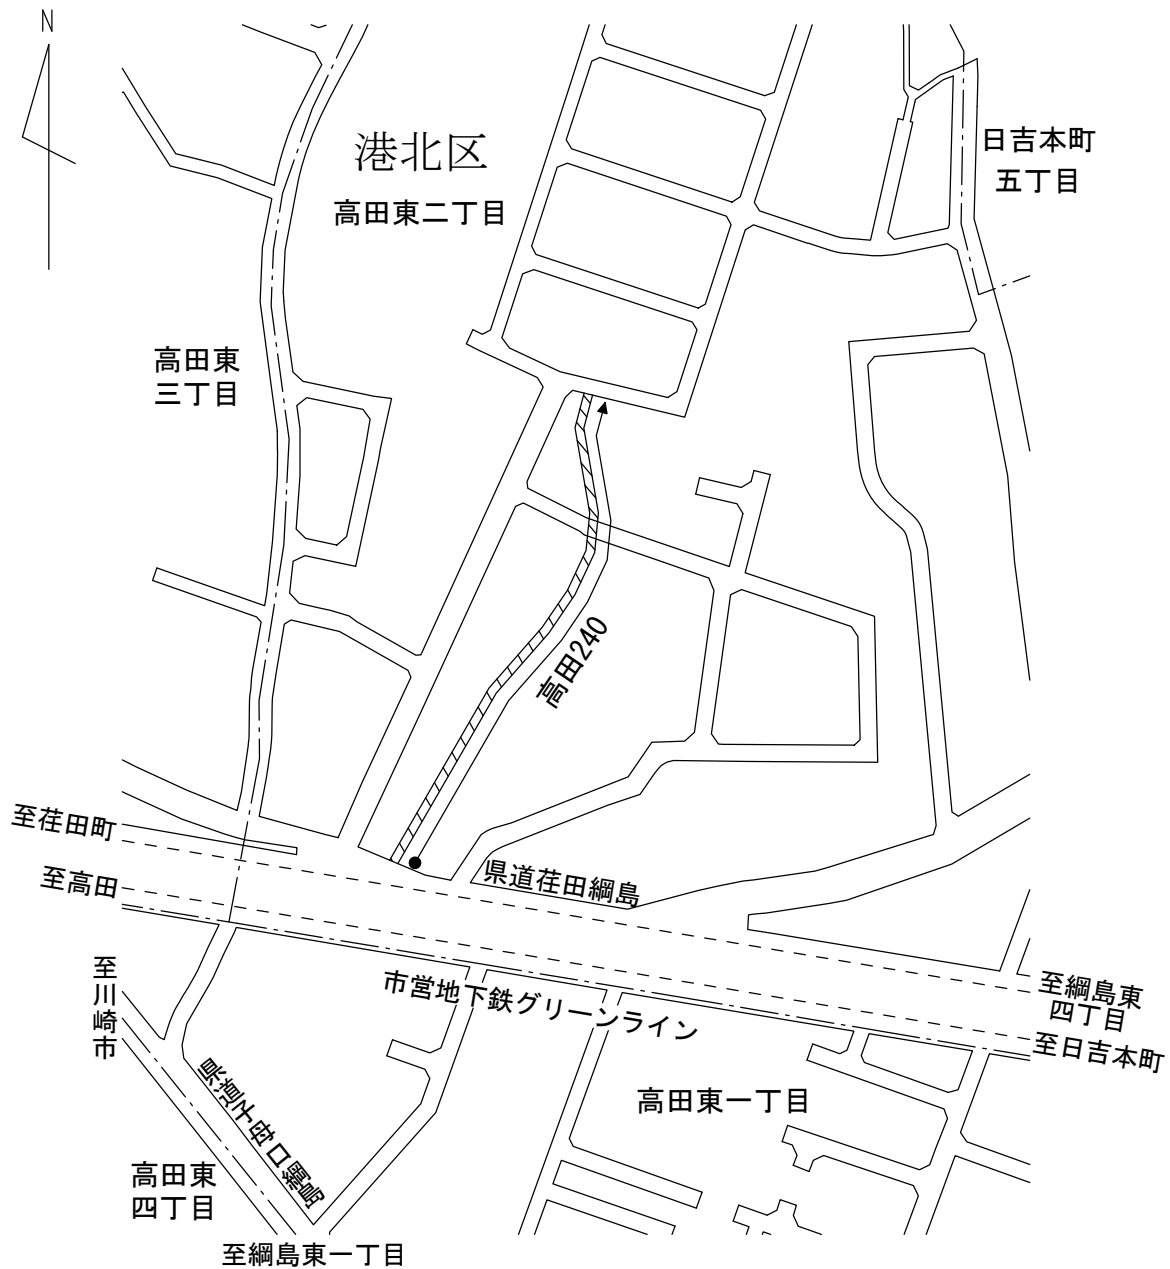 N
港北区
高田東二丁目
日吉本町
五丁目
高田東
三丁目
高田240
至荏田町
至高田
県道荏田綱島
至川崎市
市営地下鉄グリーンライン
至綱島東
四丁目
至日吉本町
県道子母口綱島
高田東一丁目
高田東
四丁目
至綱島東一丁目